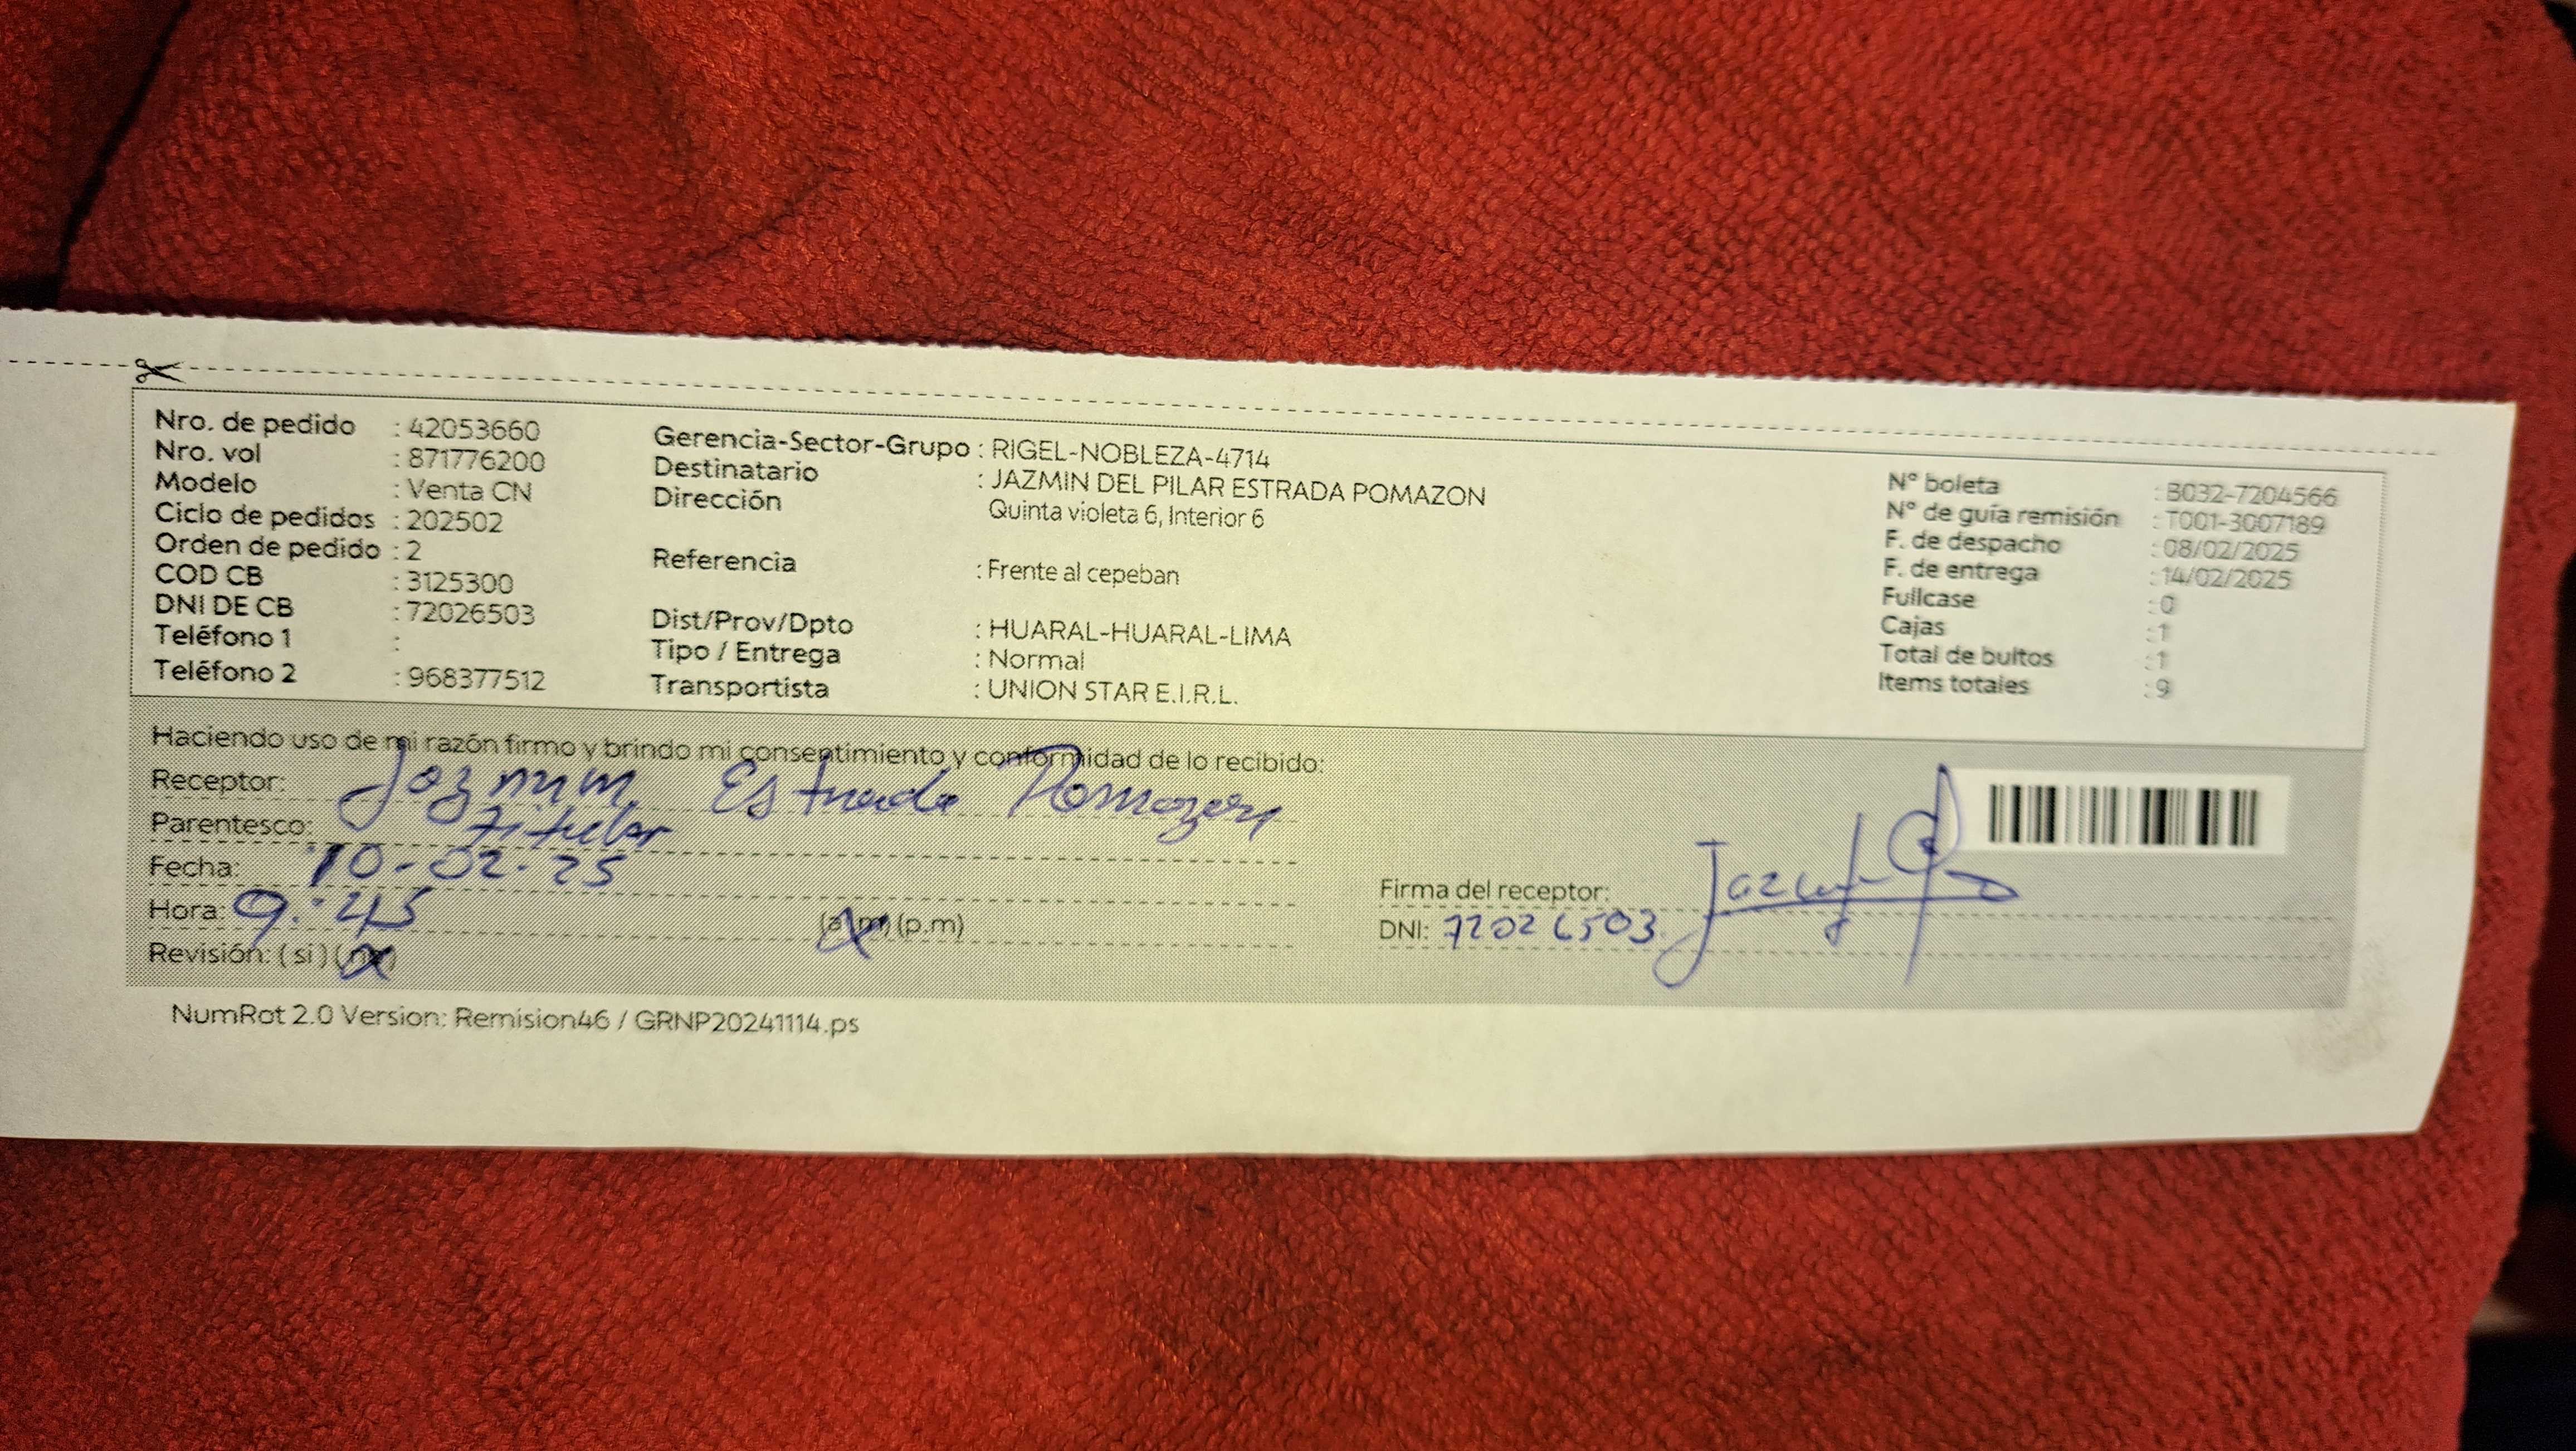 Nro. de pedido : 42053660
Nro. vol : 871776200
Modelo : Venta CN
Ciclo de pedidos : 202502
Orden de pedido : 2
COD CB : 3125300
DNI DE CB : 72026503
Teléfono 1 :
Teléfono 2 : 968377512
Gerencia-Sector-Grupo : RIGEL-NOBLEZA-4714
Destinatario : JAZMIN DEL PILAR ESTRADA POMAZON
Dirección Quinta violeta 6, Interior 6
Referencia : Frente al cepeban
Dist/Prov/Dpto : HUARAL-HUARAL-LIMA
Tipo / Entrega : Normal
Transportista : UNION STAR E.I.R.L.
N° boleta : B032-7204566
N° de guía remisión : T001-3007189
F. de despacho : 08/02/2025
F. de entrega : 14/02/2025
Fullcase : 0
Cajas : 1
Total de bultos : 1
Items totales : 9
Haciendo uso de mi razón firmo y brindo mi consentimiento y conformidad de lo recibido:
Receptor: Jazmin Estrada Pomazon
Parentesco: Titular
Fecha: 10-02-25
Hora: 9:45 (a.m) (p.m)
Revisión: (si) (no)
Firma del receptor:
DNI: 72026503
NumRot 2.0 Version: Remision46 / GRNP20241114.ps